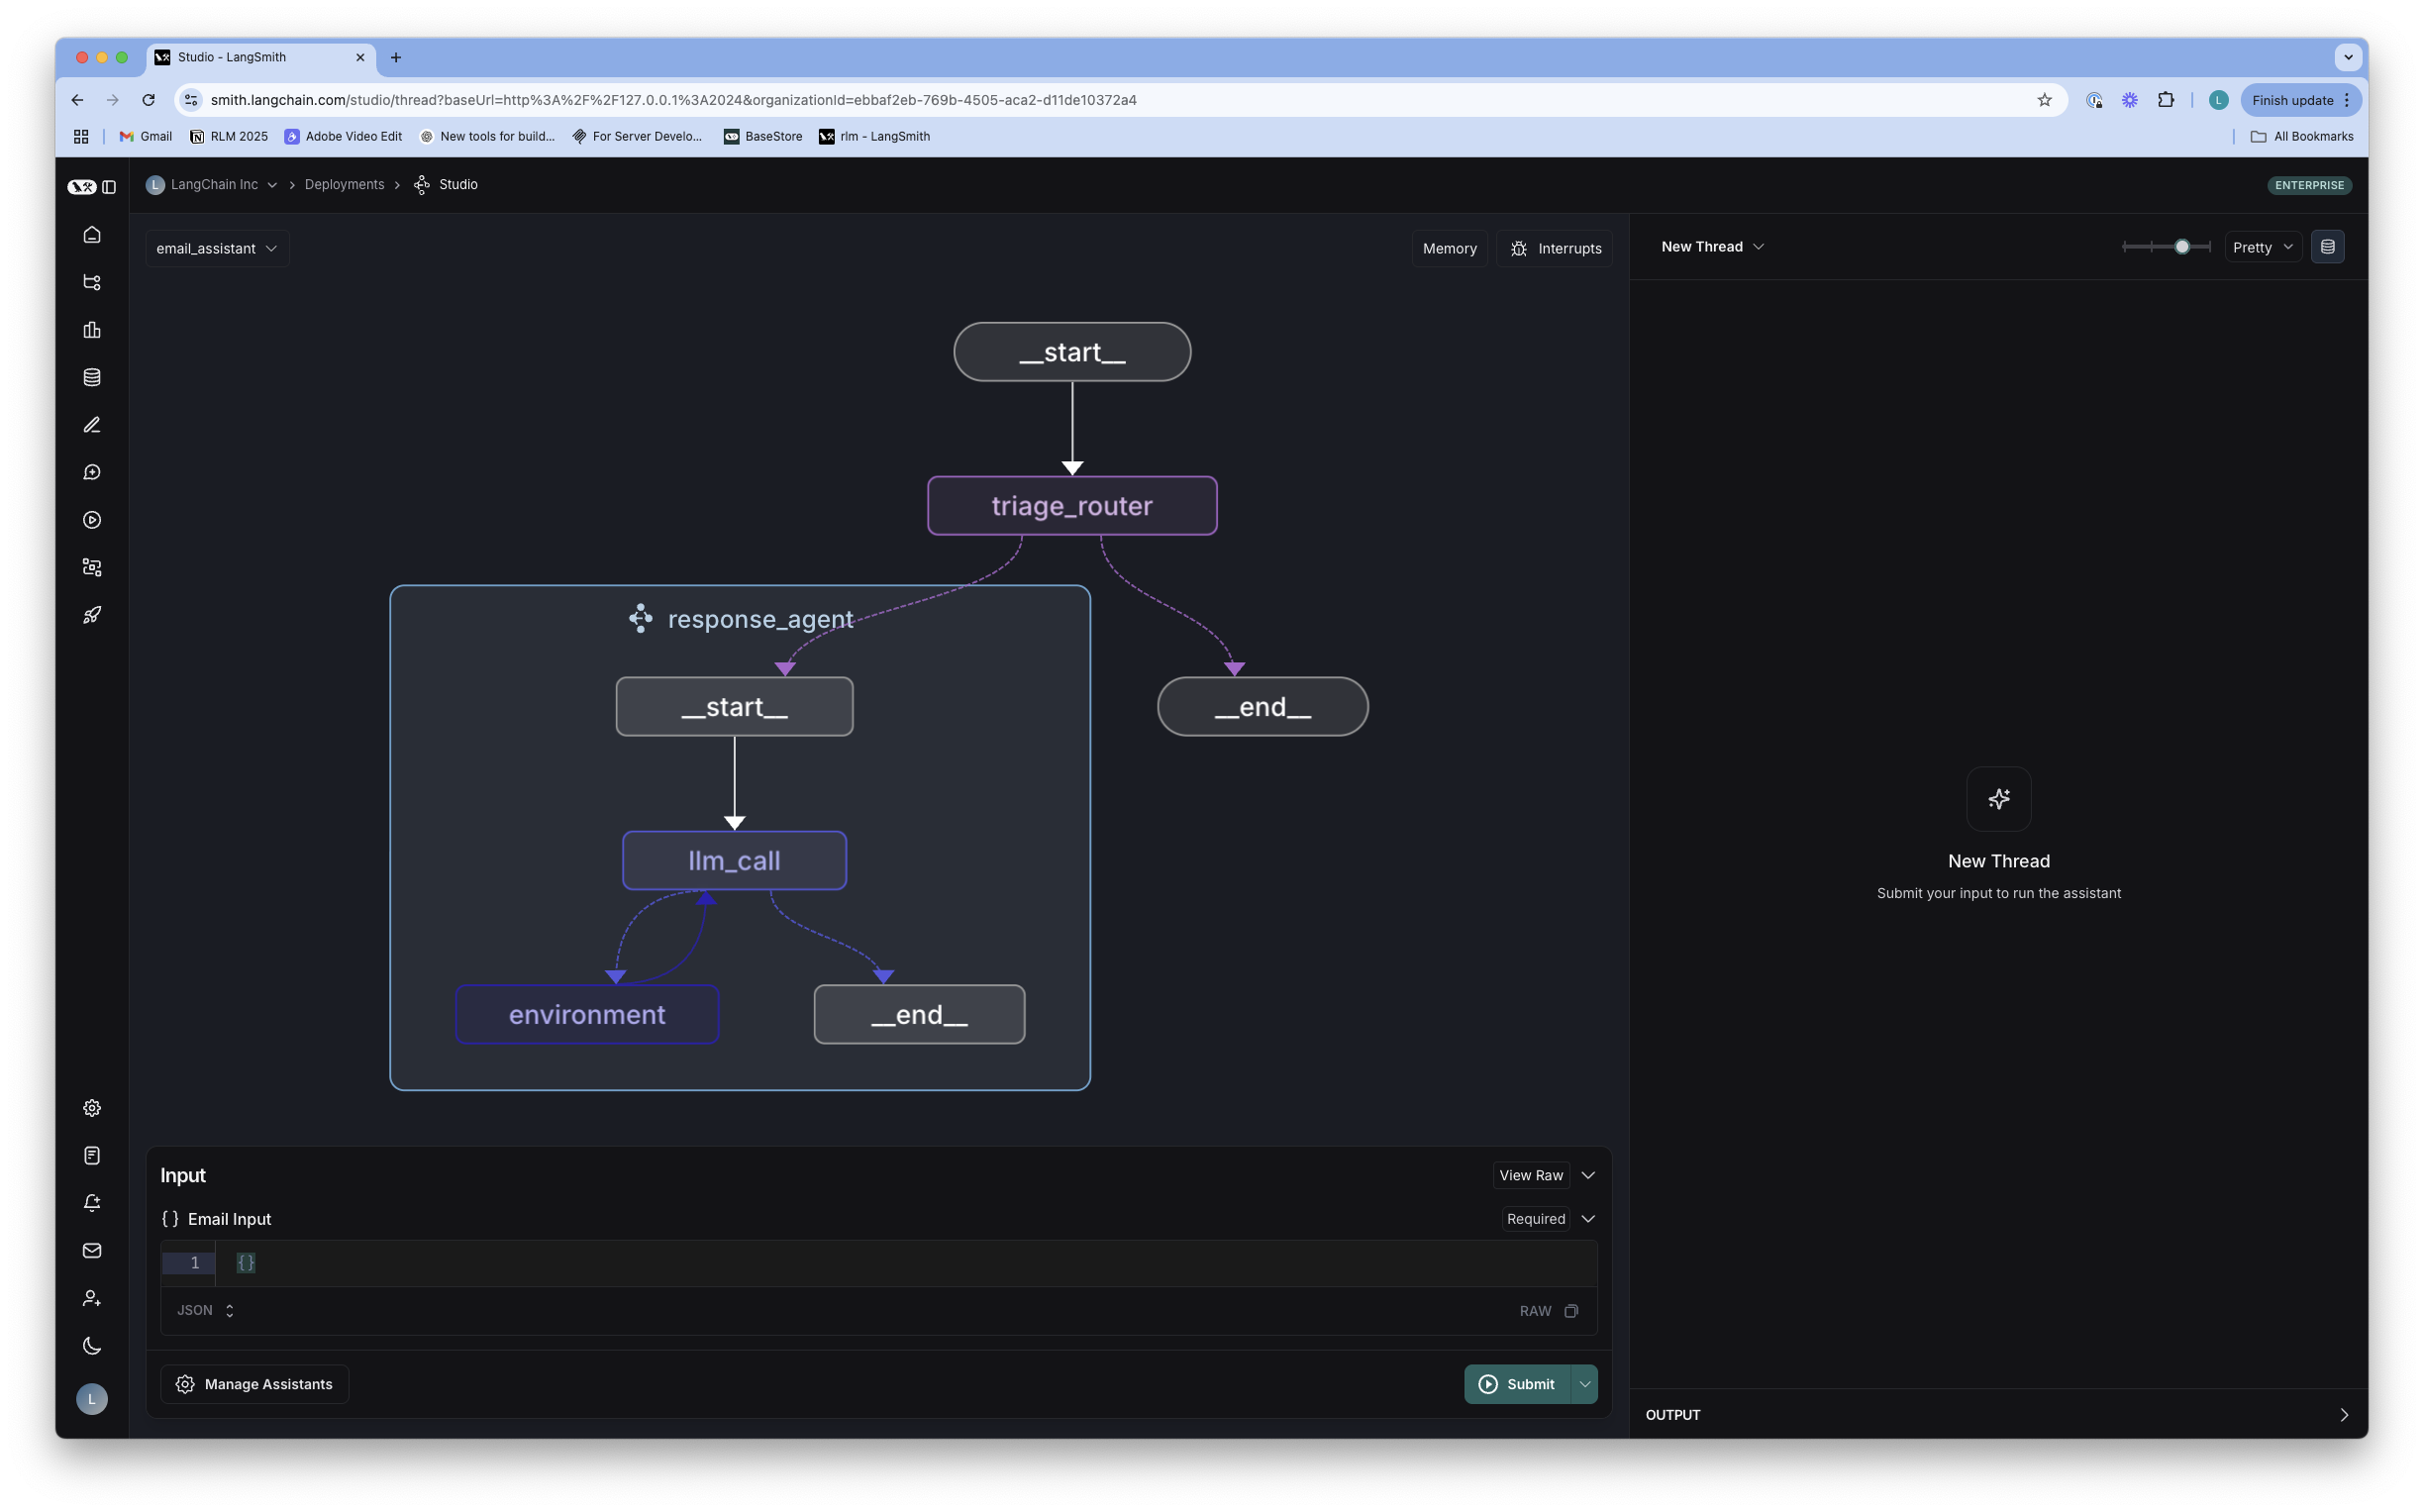 Studio - LangSmith
smith.langchain.com/studio/thread?baseUrl=http%3A%2F%2F127.0.0.1%3A2024&organizationId=ebbaf2eb-769b-4505-aca2-d11de10372a4
L
Finish update
Gmail
RLM 2025
Adobe Video Edit
New tools for build...
For Server Develo...
BaseStore
rlm - LangSmith
All Bookmarks
L LangChain Inc > Deployments > Studio
ENTERPRISE
email_assistant
Memory
Interrupts
New Thread
Pretty
__start__
triage_router
response_agent
__start__
__end__
llm_call
environment
__end__
New Thread
Submit your input to run the assistant
Input
View Raw
{ } Email Input
Required
1 {}
JSON
RAW
Manage Assistants
Submit
L
OUTPUT